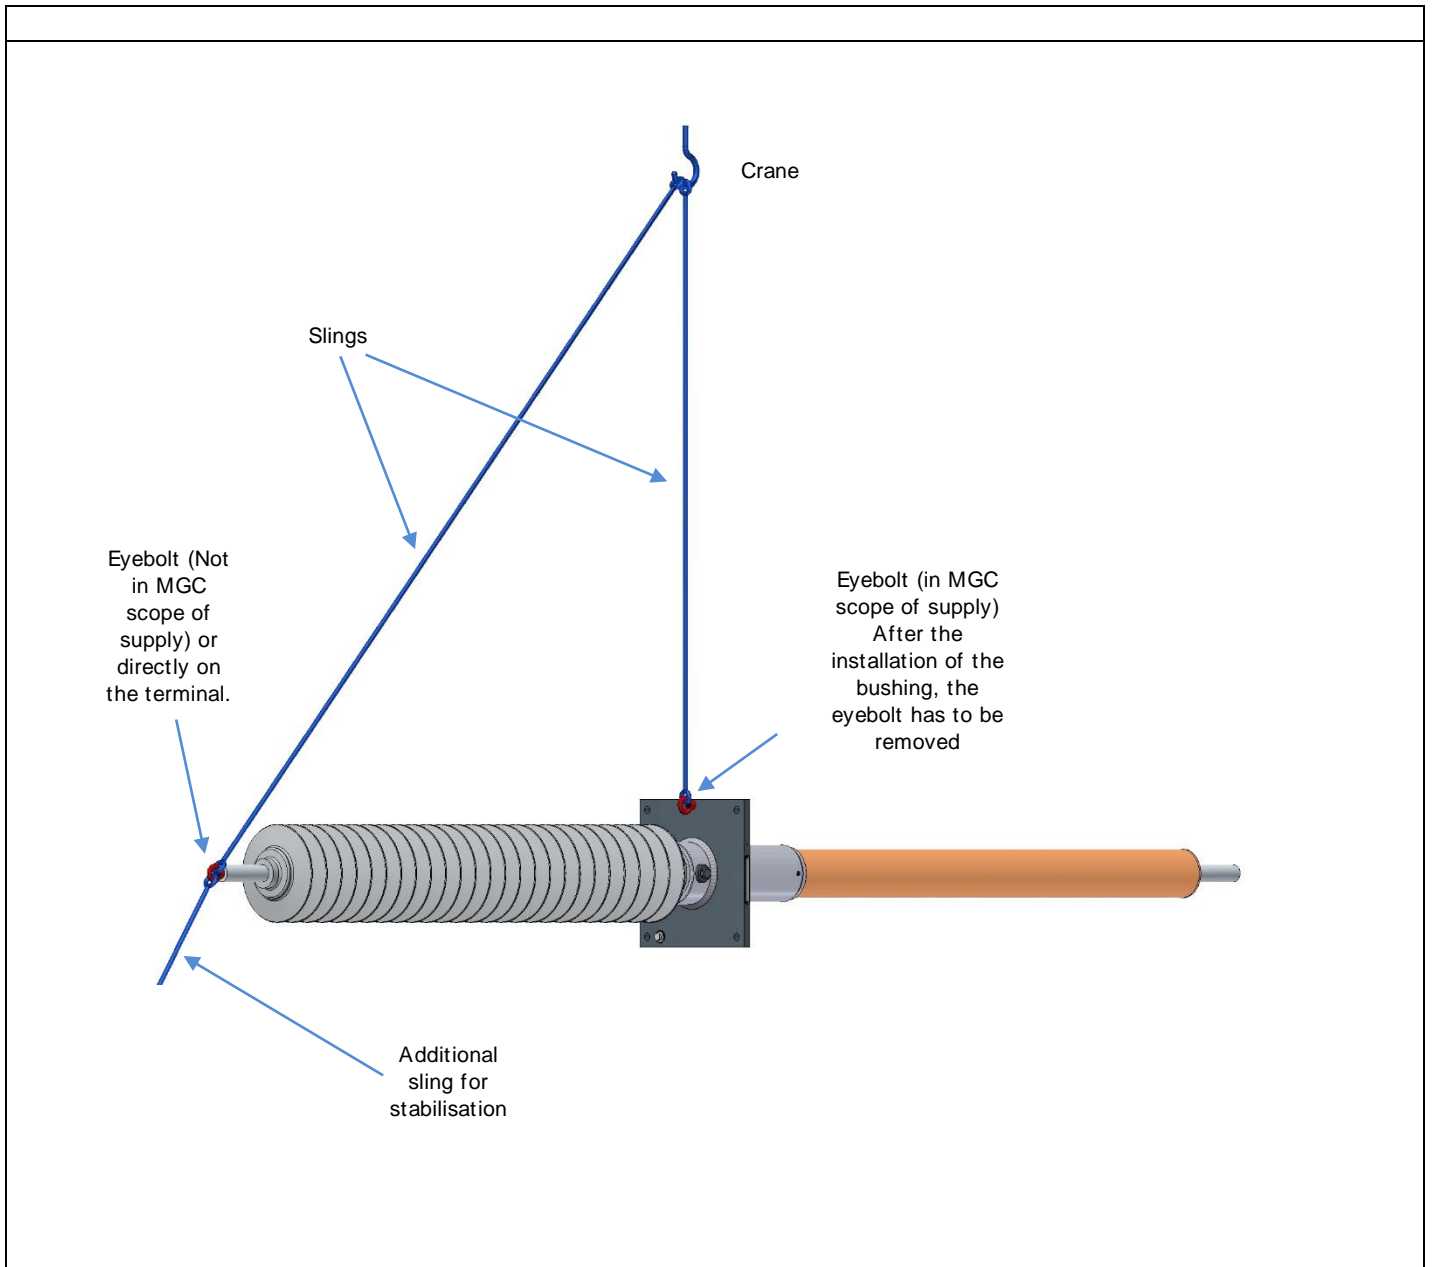 Crane
Slings
Eyebolt (Not
in MGC
scope of
supply) or
directly on
the terminal.
Eyebolt (in MGC
scope of supply)
After the
installation of the
bushing, the
eyebolt has to be
removed
Additional
sling for
stabilisation